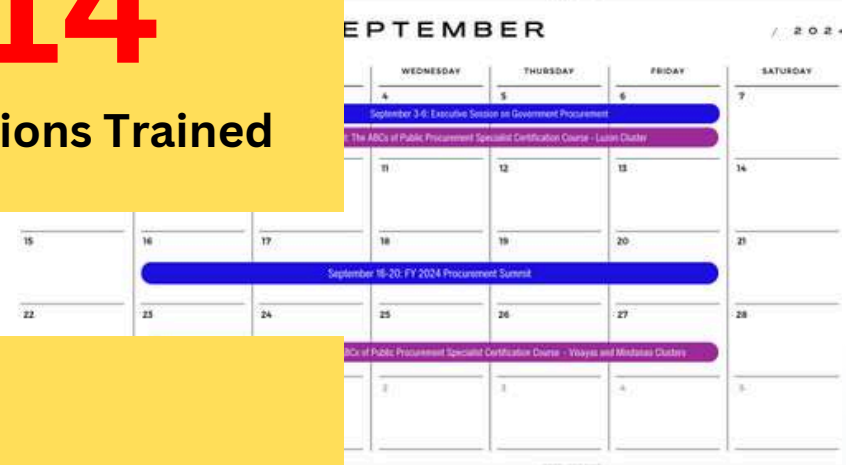 14
ions Trained
EPTEMBER
/ 202
WEDNESDAY THURSDAY FRIDAY SATURDAY
4 5 6 7
September 3-6: Executive Session on Government Procurement
The ABCs of Public Procurement Specialist Certification Course - Luzon Cluster
11 12 13 14
15 16 17 18 19 20 21
September 16-20: FY 2024 Procurement Summit
22 23 24 25 26 27 28
of Public Procurement Specialist Certification Course - Visayas and Mindanao Clusters
2 3 4 5